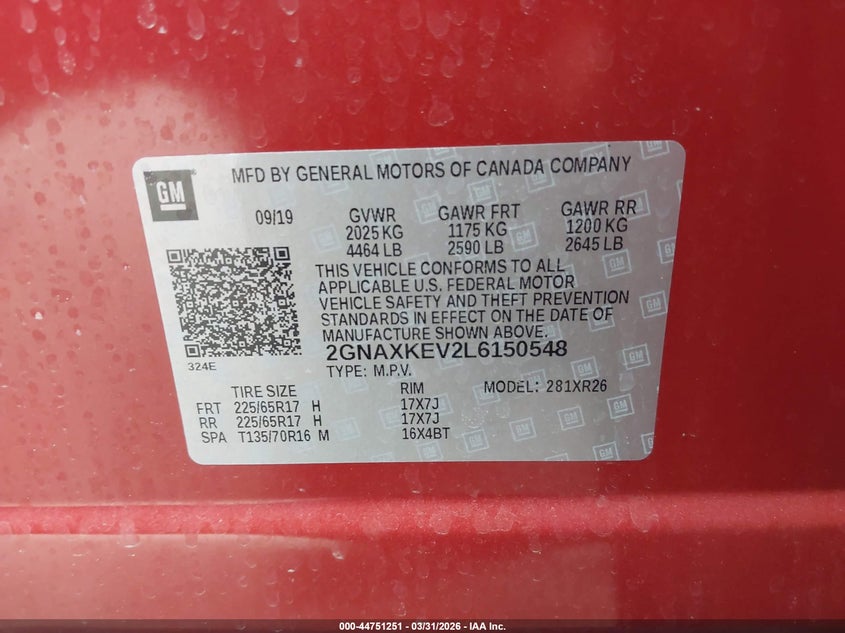 GM
MFD BY GENERAL MOTORS OF CANADA COMPANY
09/19 GVWR GAWR FRT GAWR RR
2025 KG 1175 KG 1200 KG
4464 LB 2590 LB 2645 LB
THIS VEHICLE CONFORMS TO ALL
APPLICABLE U.S. FEDERAL MOTOR
VEHICLE SAFETY AND THEFT PREVENTION
STANDARDS IN EFFECT ON THE DATE OF
MANUFACTURE SHOWN ABOVE.
2GNAXKEV2L6150548
324E
TYPE: M.P.V.
TIRE SIZE RIM MODEL: 281XR26
FRT 225/65R17 H 17X7J
RR 225/65R17 H 17X7J
SPA T135/70R16 M 16X4BT
000-44751251 - 03/31/2026 - IAA Inc.